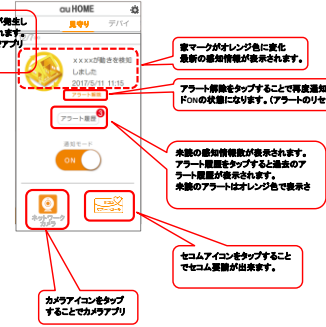 が発生し
れます。
アプリ
au HOME
見守り デバイ
xxxxが動きを検知
しました
2017/5/11 11:15
アラート解除
アラート履歴 3
通知モード
ON
ネットワーク
カメラ
家マークがオレンジ色に変化
最新の感知情報が表示されます。
アラート解除をタップすることで再度通知
ドONの状態になります。(アラートのリセ
未読の感知情報数が表示されます。
アラート履歴をタップすると過去のア
ラート履歴が表示されます。
未読のアラートはオレンジ色で表示さ
セコムアイコンをタップすること
でセコム要請が出来ます。
カメラアイコンをタップ
することでカメラアプリ